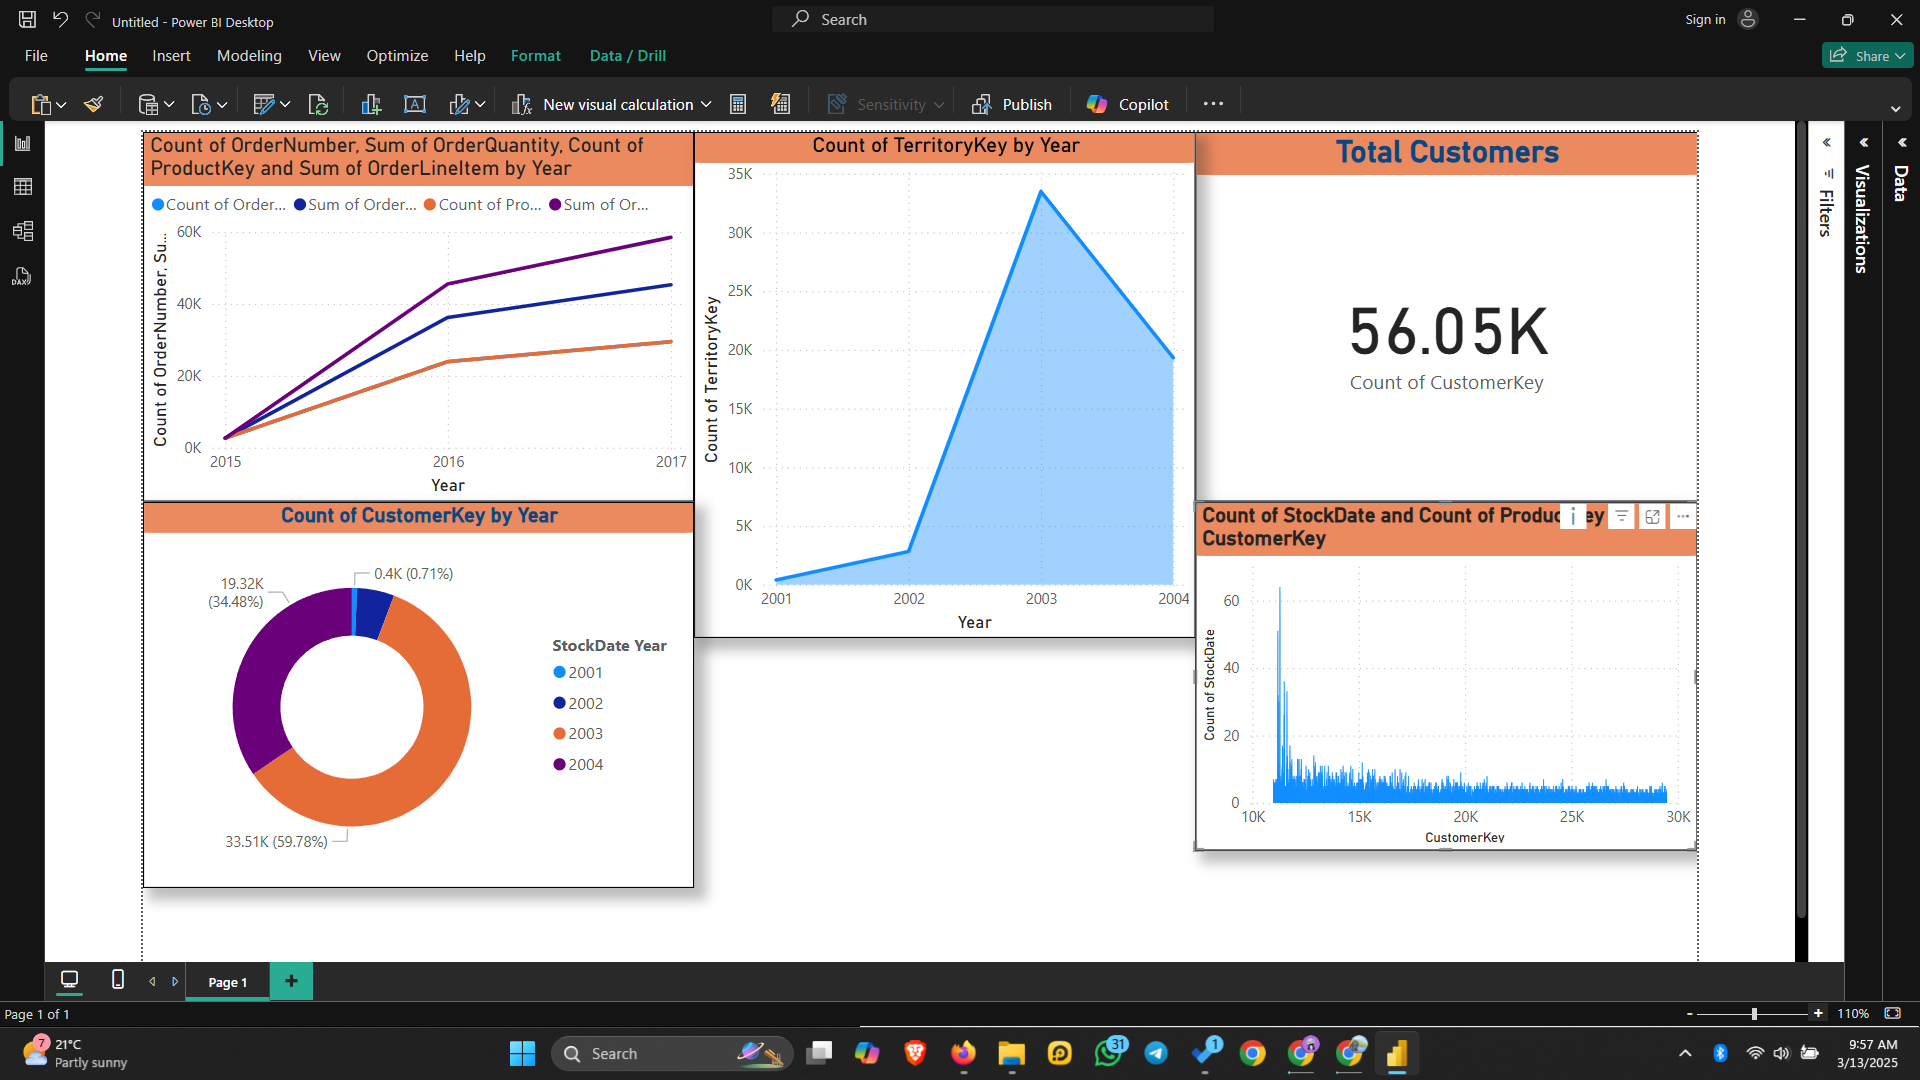 Untitled - Power BI Desktop
Search
Sign in
File
Home
Insert
Modeling
View
Optimize
Help
Format
Data / Drill
Share
New visual calculation
Sensitivity
Publish
Copilot
DAX
Count of OrderNumber, Sum of OrderQuantity, Count of
ProductKey and Sum of OrderLineItem by Year
Count of Order...
Sum of Order...
Count of Pro...
Sum of Or...
Count of OrderNumber, Su...
60K
40K
20K
0K
2015
2016
2017
Year
Count of TerritoryKey by Year
Count of TerritoryKey
35K
30K
25K
20K
15K
10K
5K
0K
2001
2002
2003
2004
Year
Total Customers
56.05K
Count of CustomerKey
Filters
Visualizations
Data
Count of CustomerKey by Year
0.4K (0.71%)
19.32K
(34.48%)
33.51K (59.78%)
StockDate Year
2001
2002
2003
2004
Count of StockDate and Count of Produc ey
CustomerKey
Count of StockDate
60
40
20
0
10K
15K
20K
25K
30K
CustomerKey
Page 1
Page 1 of 1
110%
7
21°C
Partly sunny
Search
31
1
9:57 AM
3/13/2025